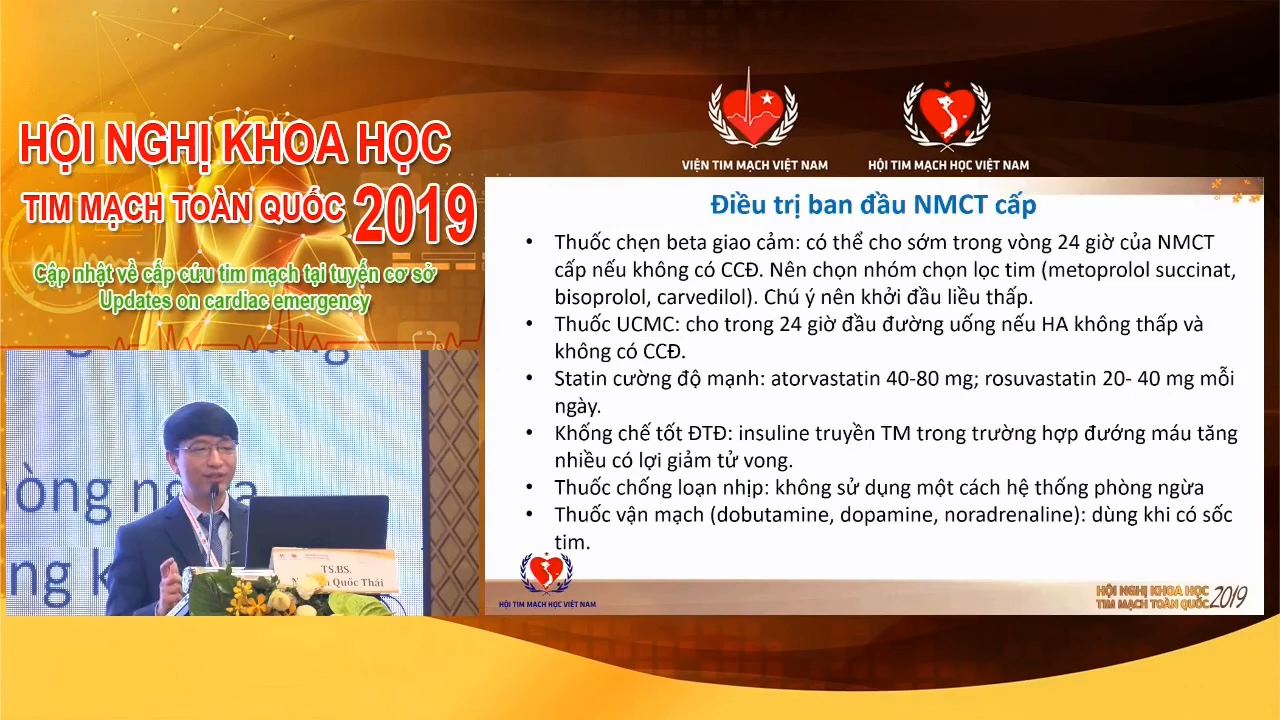 HỘI NGHỊ KHOA HỌC
TIM MẠCH TOÀN QUỐC 2019
Cập nhật về cấp cứu tim mạch tại tuyến cơ sở
Updates on cardiac emergency
VIỆN TIM MẠCH VIỆT NAM
HỘI TIM MẠCH HỌC VIỆT NAM
Điều trị ban đầu NMCT cấp
• Thuốc chẹn beta giao cảm: có thể cho sớm trong vòng 24 giờ của NMCT
cấp nếu không có CCĐ. Nên chọn nhóm chọn lọc tim (metoprolol succinat,
bisoprolol, carvedilol). Chú ý nên khởi đầu liều thấp.
• Thuốc UCMC: cho trong 24 giờ đầu đường uống nếu HA không thấp và
không có CCĐ.
• Statin cường độ mạnh: atorvastatin 40-80 mg; rosuvastatin 20- 40 mg mỗi
ngày.
• Khống chế tốt ĐTĐ: insuline truyền TM trong trường hợp đướng máu tăng
nhiều có lợi giảm tử vong.
• Thuốc chống loạn nhịp: không sử dụng một cách hệ thống phòng ngừa
• Thuốc vận mạch (dobutamine, dopamine, noradrenaline): dùng khi có sốc
tim.
HỘI TIM MẠCH HỌC VIỆT NAM
HỘI NGHỊ KHOA HỌC
TIM MẠCH TOÀN QUỐC 2019
TS.BS.
Quốc Thái